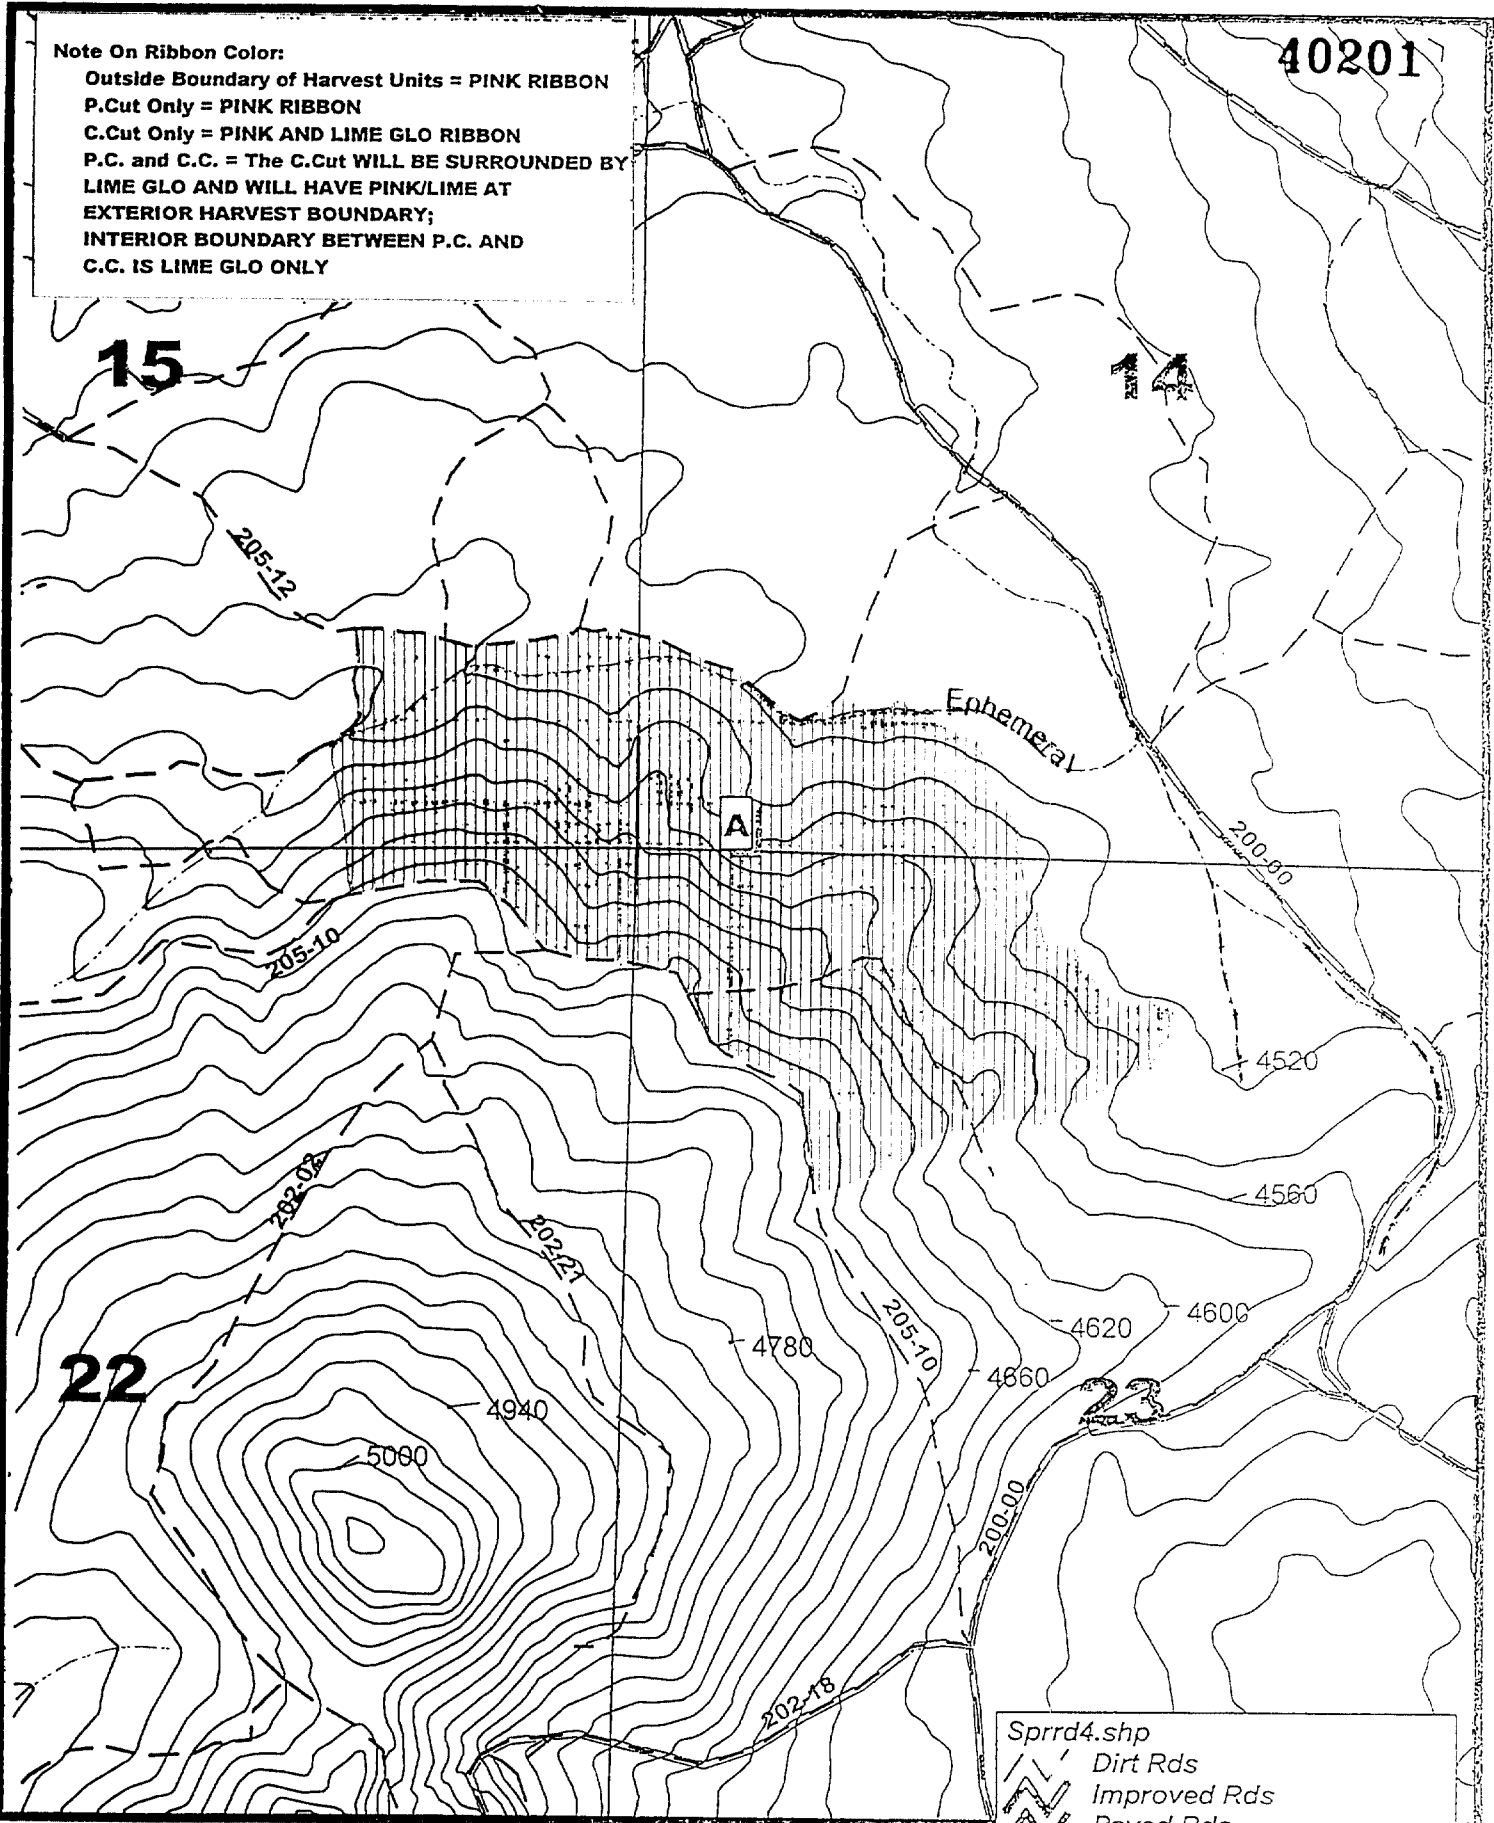 Note On Ribbon Color:
Outside Boundary of Harvest Units = PINK RIBBON
P.Cut Only = PINK RIBBON
C.Cut Only = PINK AND LIME GLO RIBBON
P.C. and C.C. = The C.Cut WILL BE SURROUNDED BY
LIME GLO AND WILL HAVE PINK/LIME AT
EXTERIOR HARVEST BOUNDARY;
INTERIOR BOUNDARY BETWEEN P.C. AND
C.C. IS LIME GLO ONLY
40201
15
14
205-12
Ephemeral
A
200-00
205-10
4520
202-02
4560
202-21
4600
4620
205-10
4780
4660
22
23
4940
5000
200-00
202-18
Sprrd4.shp
Dirt Rds
Improved Rds
Paved Rds